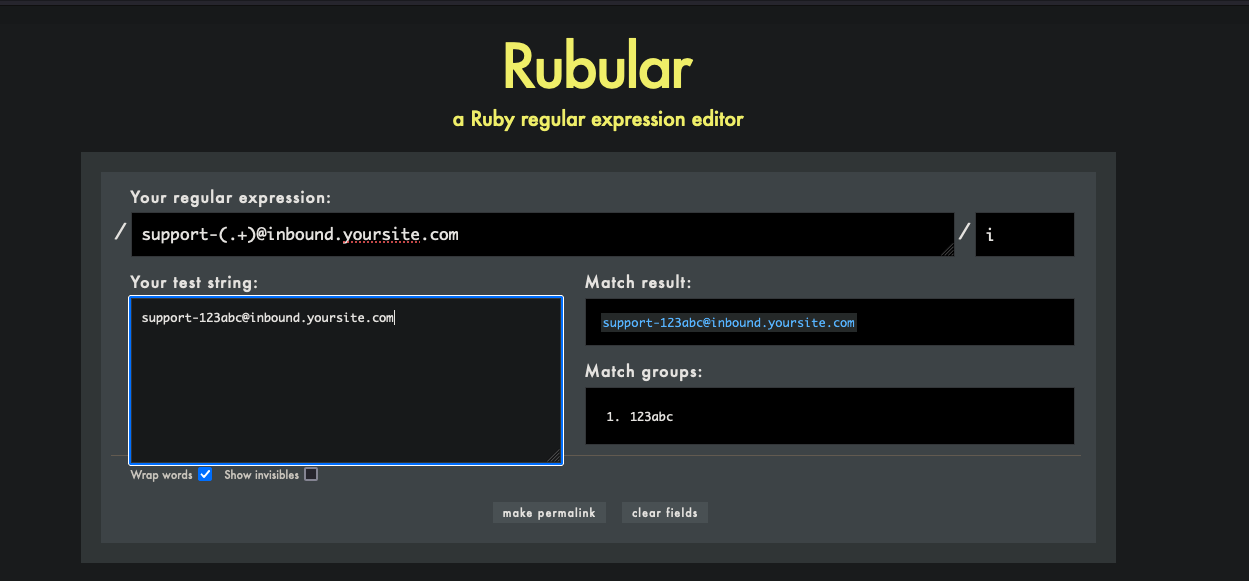 Rubular
a Ruby regular expression editor
Your regular expression:
/ support-(.+)@inbound.yoursite.com / i
Your test string:
support-123abc@inbound.yoursite.com
Match result:
support-123abc@inbound.yoursite.com
Match groups:
1. 123abc
Wrap words Show invisibles
make permalink clear fields